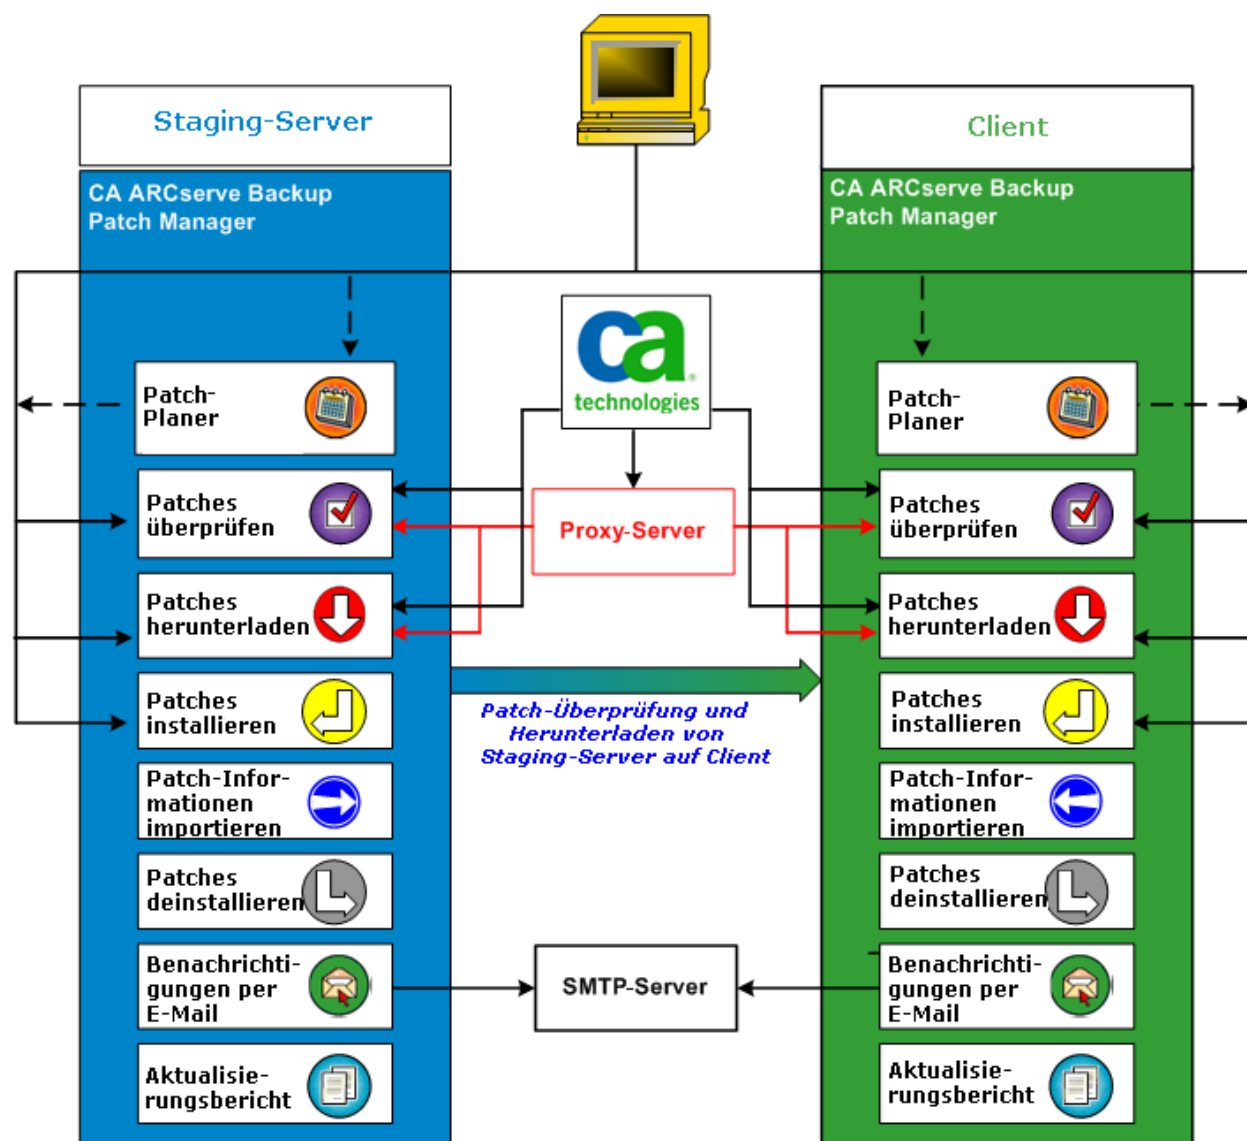 Staging-Server
CA ARCserve Backup
Patch Manager
Patch-
Planer
Patches
überprüfen
Patches
herunterladen
Patches
installieren
Patch-Infor-
mationen
importieren
Patches
deinstallieren
Benachrichti-
gungen per
E-Mail
Aktualisie-
rungsbericht
ca
technologies
Proxy-Server
Patch-Überprüfung und
Herunterladen von
Staging-Server auf Client
SMTP-Server
Client
CA ARCserve Backup
Patch Manager
Patch-
Planer
Patches
überprüfen
Patches
herunterladen
Patches
installieren
Patch-Infor-
mationen
importieren
Patches
deinstallieren
Benachrichti-
gungen per
E-Mail
Aktualisie-
rungsbericht